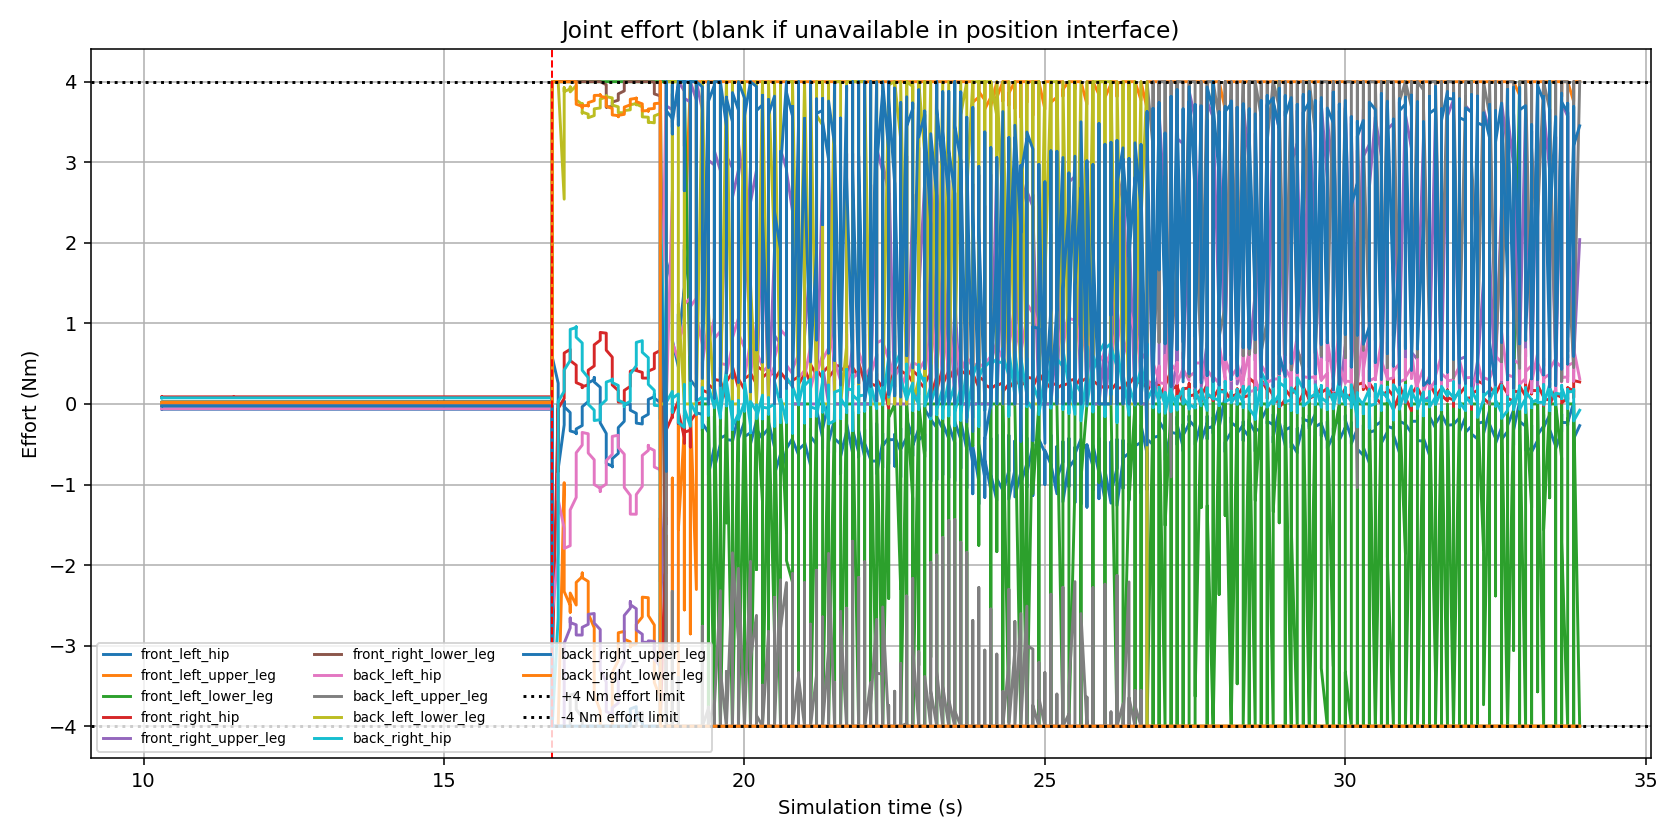 Joint effort (blank if unavailable in position interface)
Effort (Nm)
4
3
2
1
0
−1
−2
−3
−4
front_left_hip
front_left_upper_leg
front_left_lower_leg
front_right_hip
front_right_upper_leg
front_right_lower_leg
back_left_hip
back_left_upper_leg
back_left_lower_leg
back_right_hip
back_right_upper_leg
back_right_lower_leg
+4 Nm effort limit
-4 Nm effort limit
10
15
20
25
30
35
Simulation time (s)